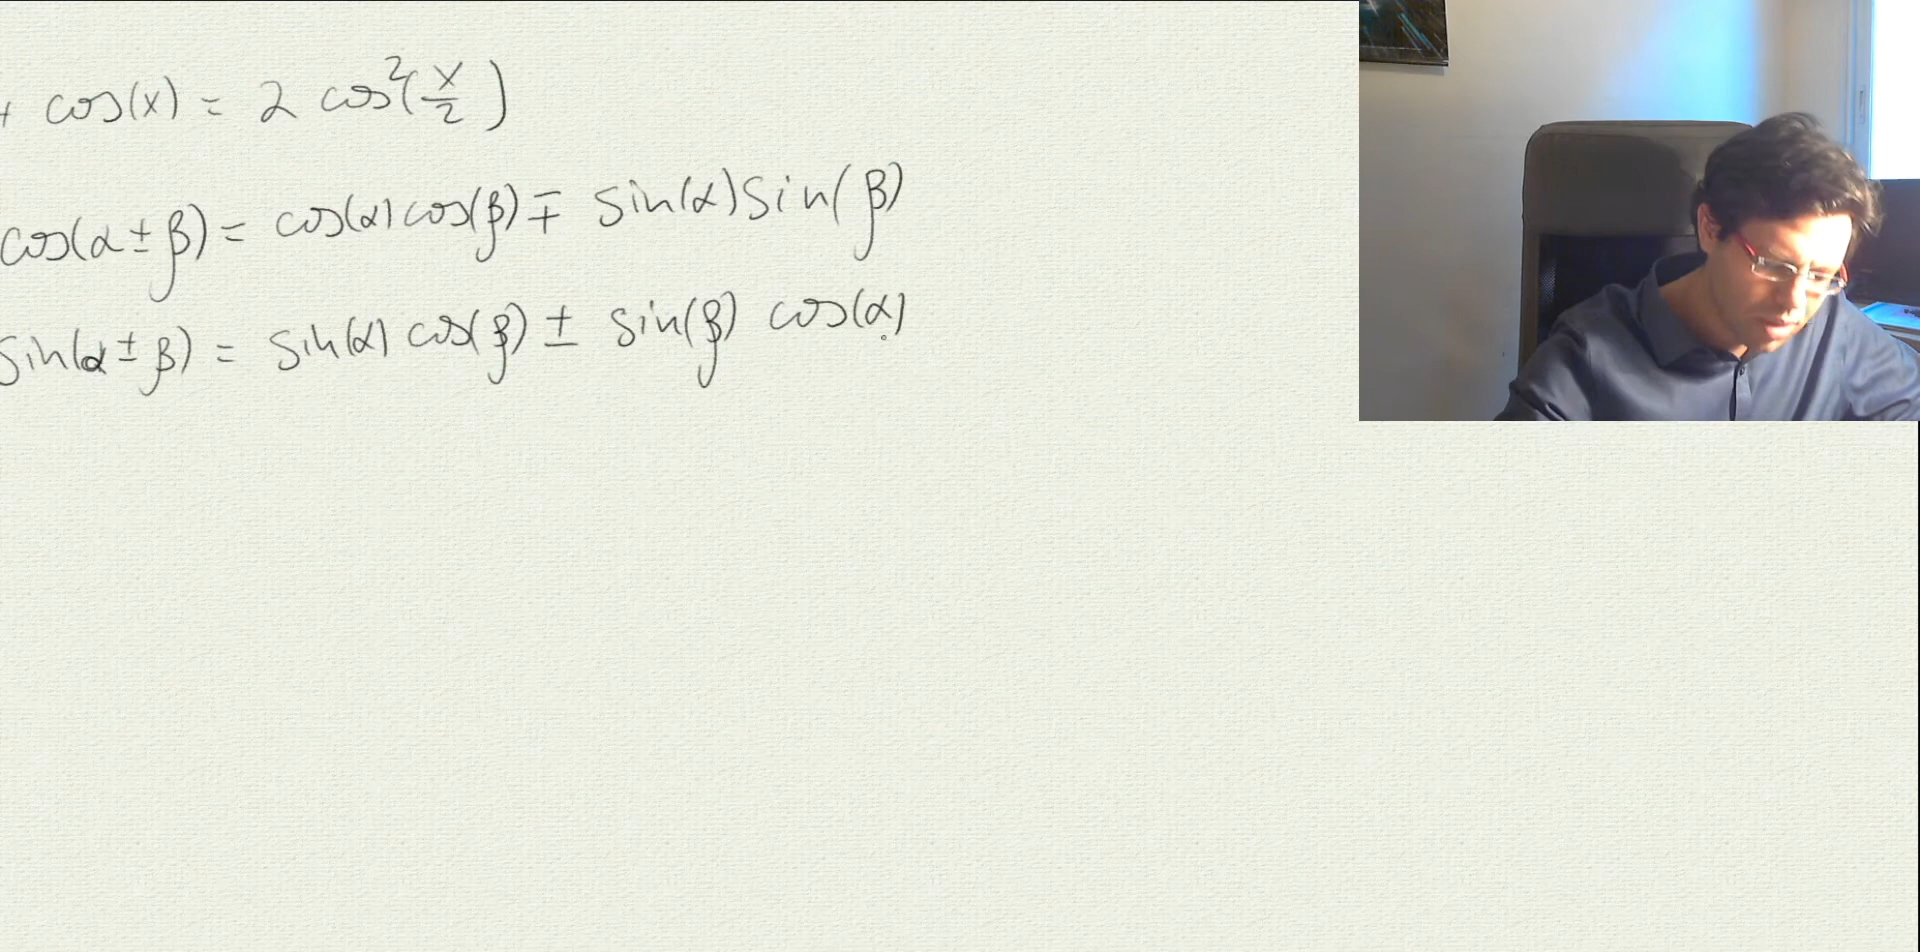 + cos(x) = 2 cos²(x/2)
cos(α ± β) = cos(α) cos(β) ∓ sin(α) sin(β)
sin(α ± β) = sin(α) cos(β) ± sin(β) cos(α)